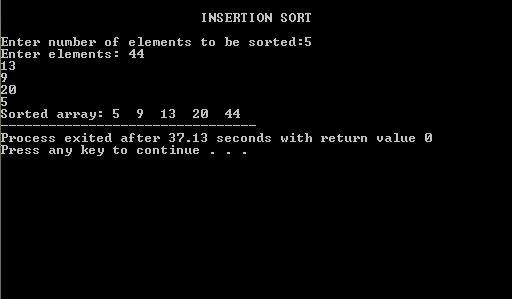 INSERTION SORT
Enter number of elements to be sorted:5
Enter elements: 44
13
9
20
5
Sorted array: 5  9  13  20  44
--------------------------------
Process exited after 37.13 seconds with return value 0
Press any key to continue . . .